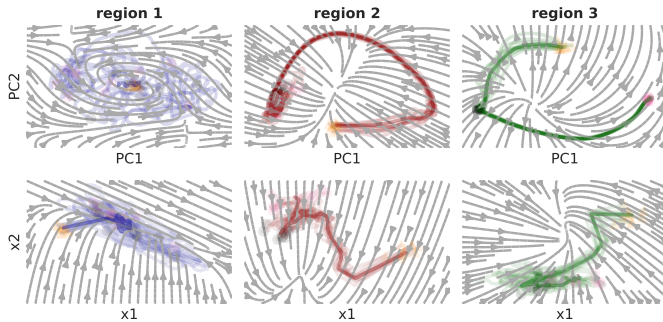 region 1 region 2 region 3
PC2
PC1 PC1 PC1
x2
x1 x1 x1